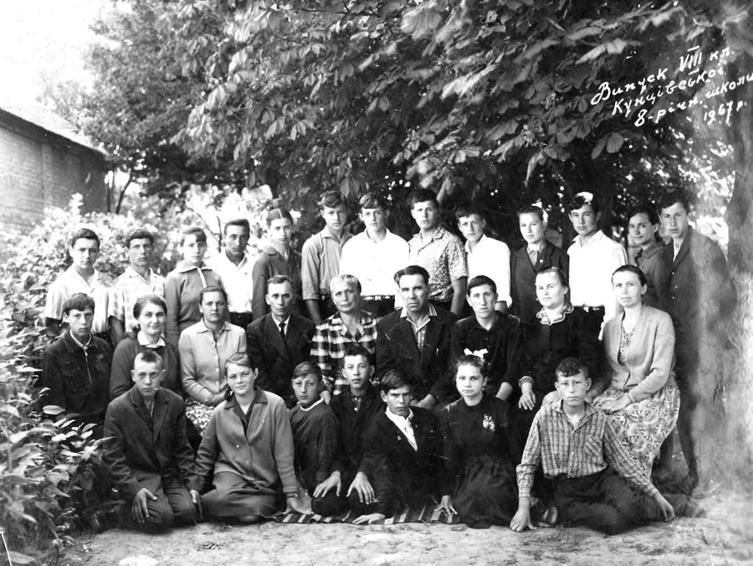 Випуск VIII кл.
Кунцівської
8-річн. школи
1967 р.